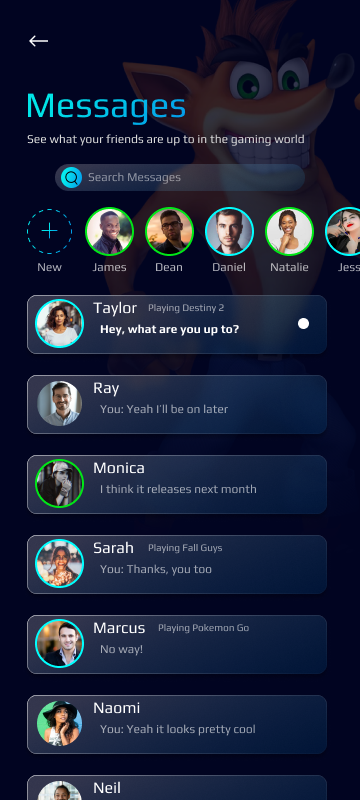 Messages
See what your friends are up to in the gaming world
Search Messages
New
James
Dean
Daniel
Natalie
Jess
Taylor
Playing Destiny 2
Hey, what are you up to?
Ray
You: Yeah I'll be on later
Monica
I think it releases next month
Sarah
Playing Fall Guys
You: Thanks, you too
Marcus
Playing Pokemon Go
No way!
Naomi
You: Yeah it looks pretty cool
Neil